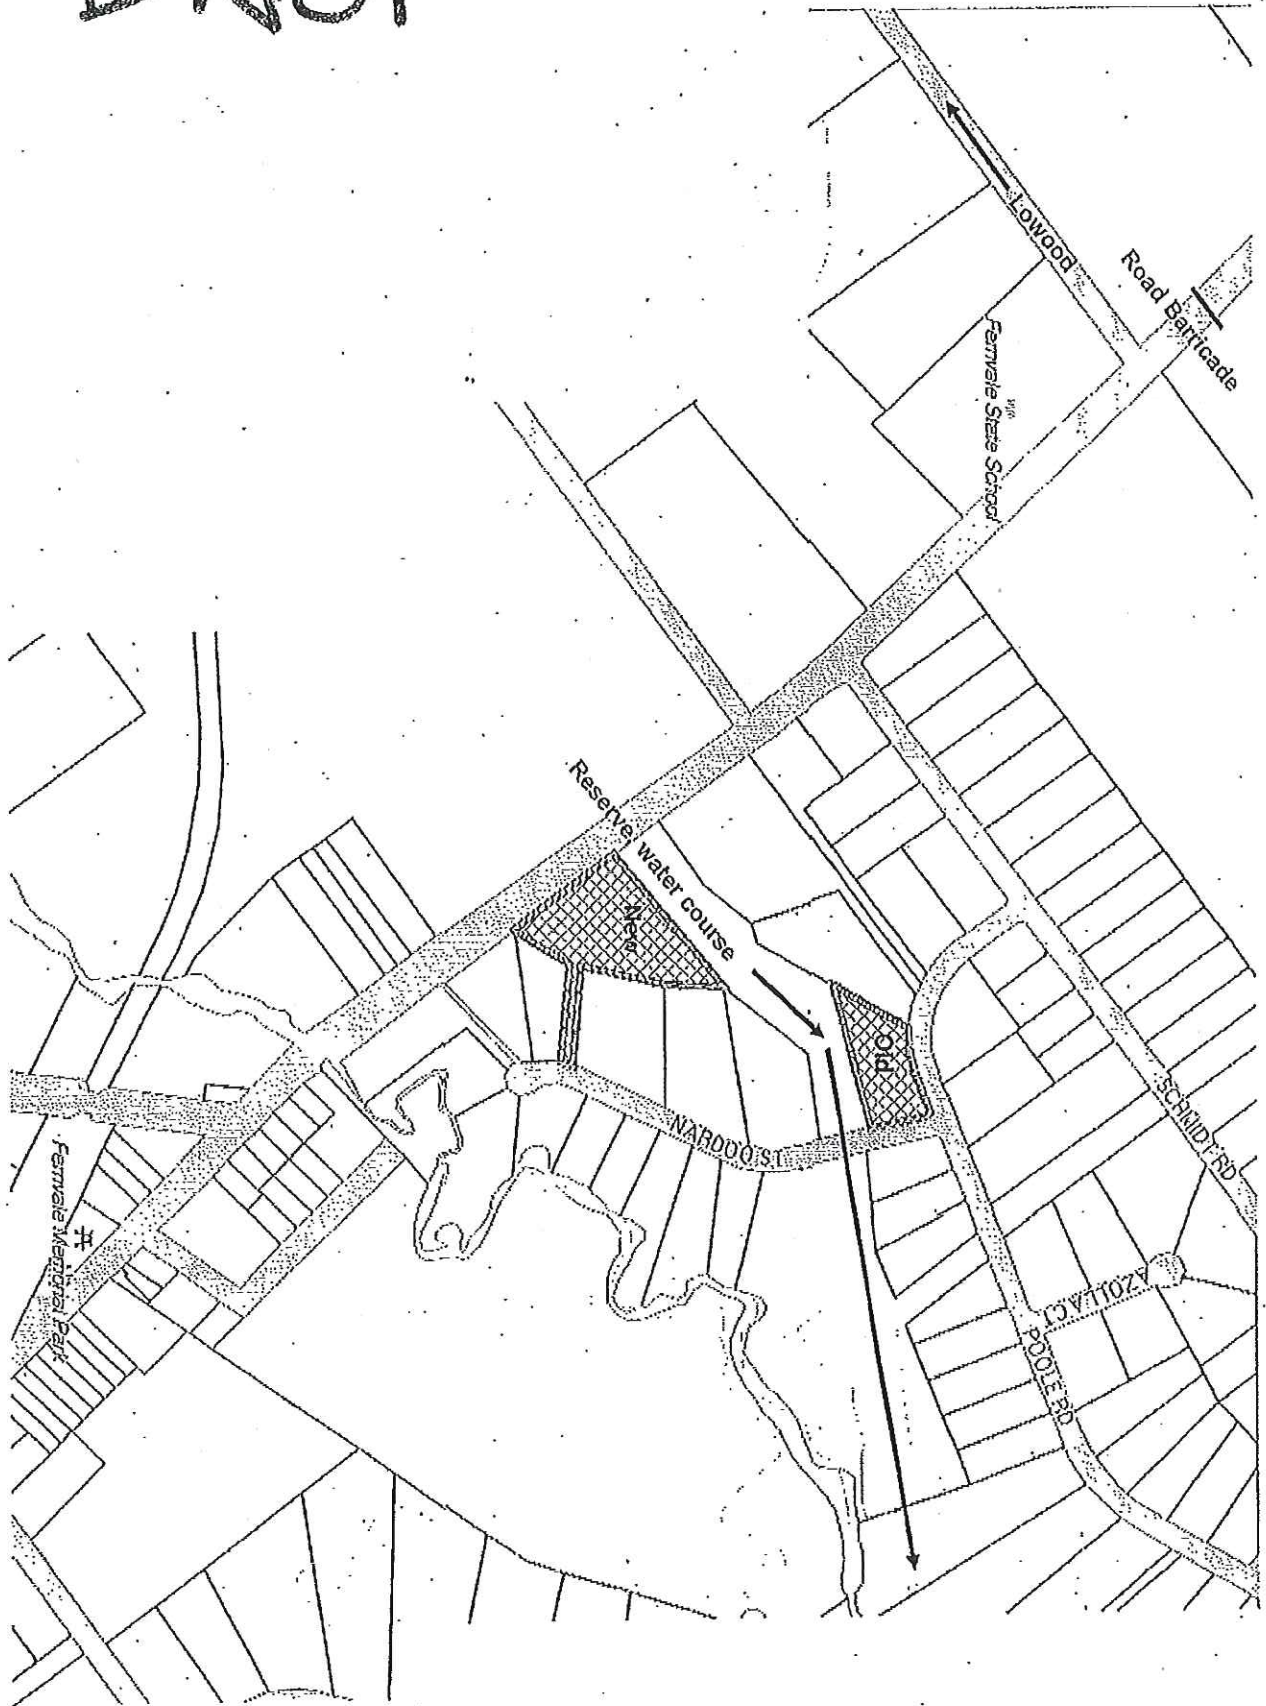 Lowood
Road Barricade
Fernvale State School
Reserve, water course
New
Old
SCHMIDT RD
NARDOO ST
AZOLLA CT
POOLE RD
Fernvale Memorial Park